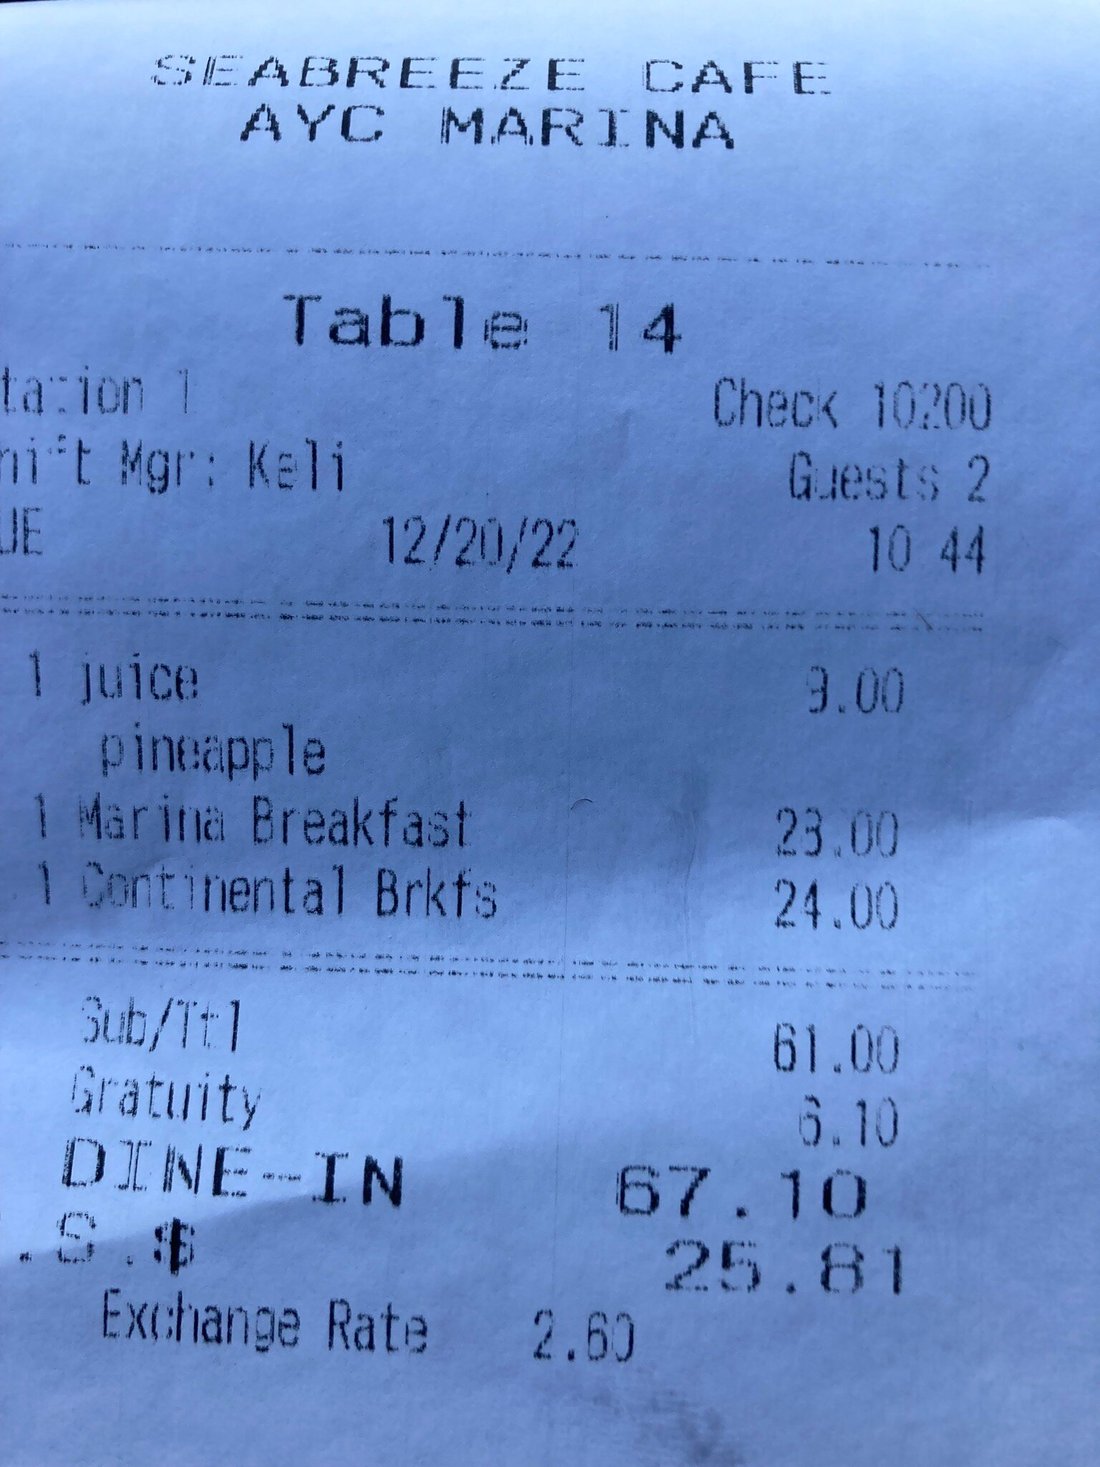 SEABREEZE CAFE
AYC MARINA
Table 14
tation 1 Check 10200
hift Mgr: Keli Guests 2
UE 12/20/22 10 44
1 juice 9.00
pineapple
1 Marina Breakfast 28.00
1 Continental Brkfs 24.00
Sub/Ttl 61.00
Gratuity 6.10
DINE-IN 67.10
.S.$ 25.81
Exchange Rate 2.60